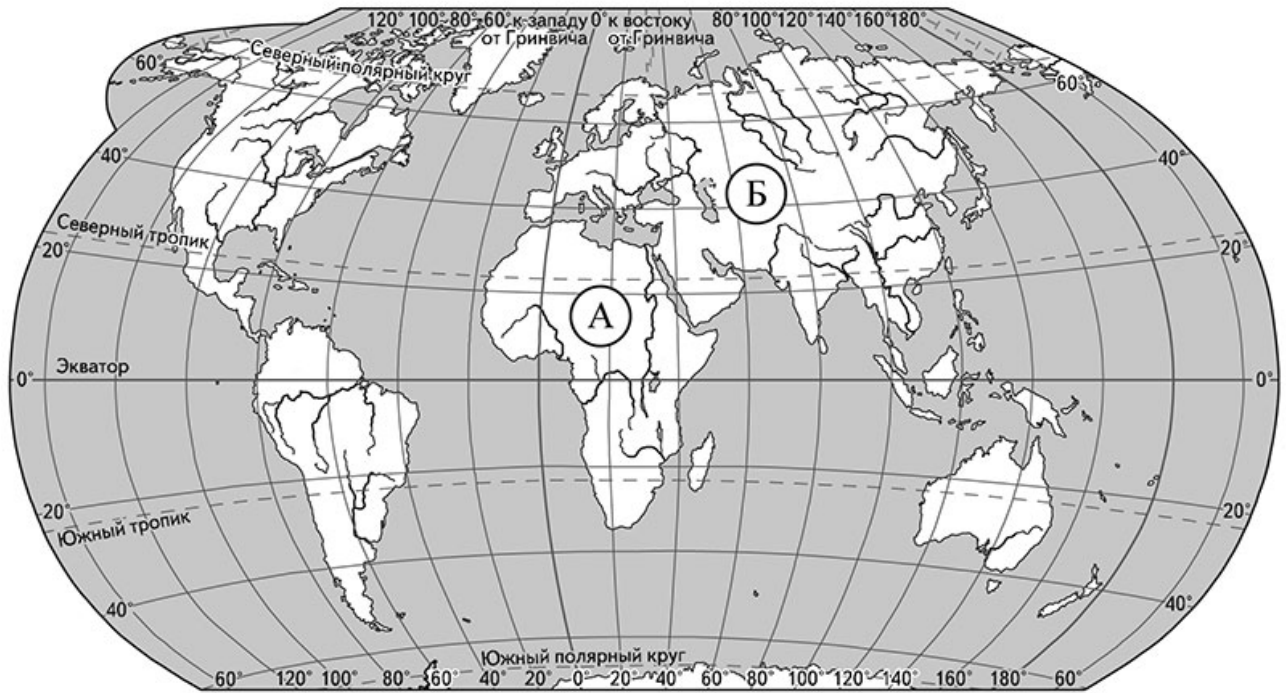 120° 100° 80° 60° к западу 0° к востоку 80° 100° 120° 140° 160° 180°
от Гринвича от Гринвича
Северный полярный круг
60° 60°
40° 40°
Б
Северный тропик
20° 20°
А
Экватор
0° 0°
20° 20°
Южный тропик
40° 40°
Южный полярный круг
60° 120° 100° 80° 60° 40 20 0° 20° 40° 60° 80° 100° 120° 140° 160° 180° 60°